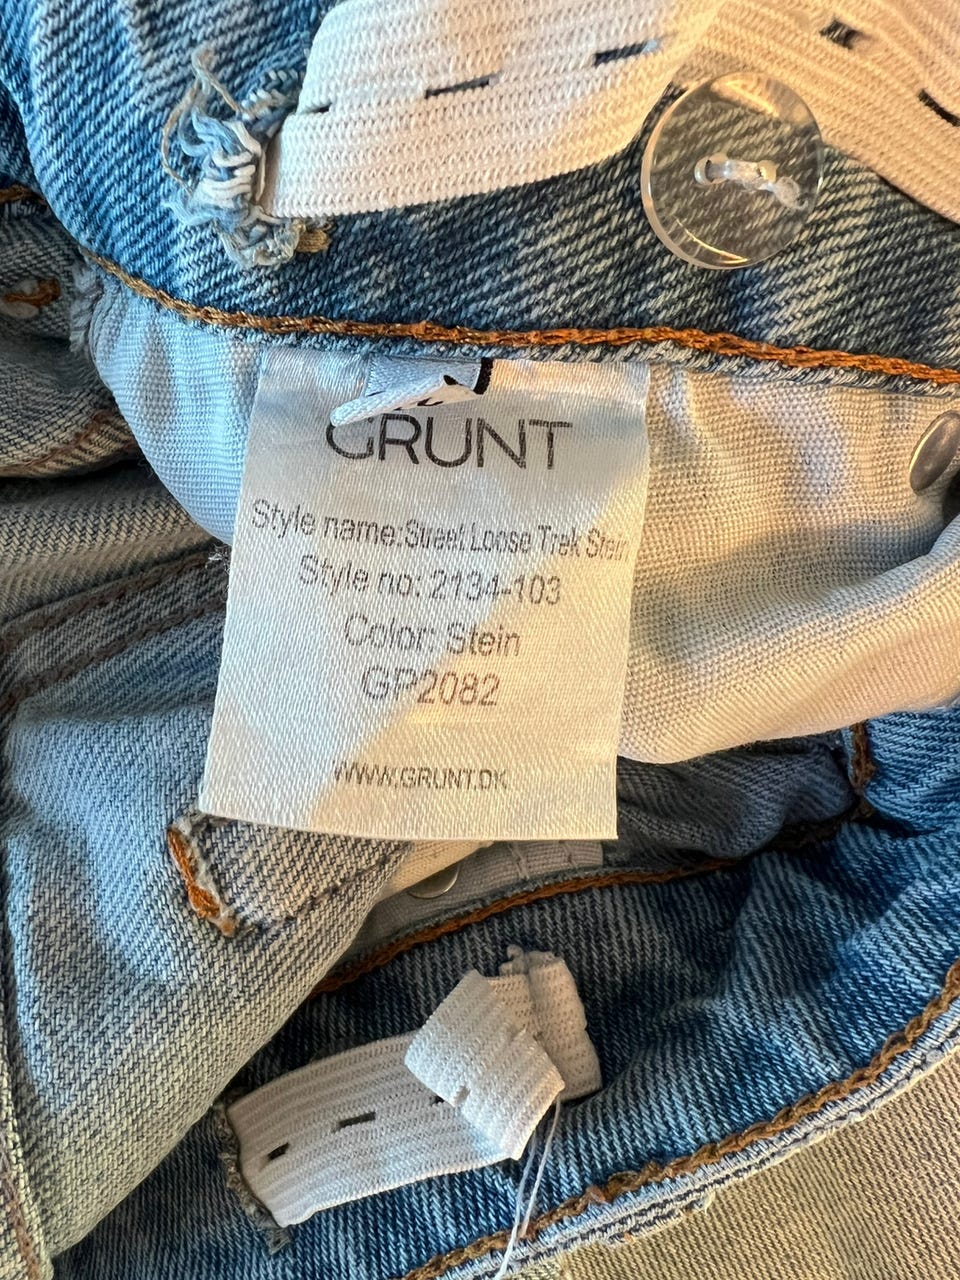 GRUNT
Style name:Street Loose Trek Stein
Style no: 2134-103
Color: Stein
GP2082
WWW.GRUNT.DK